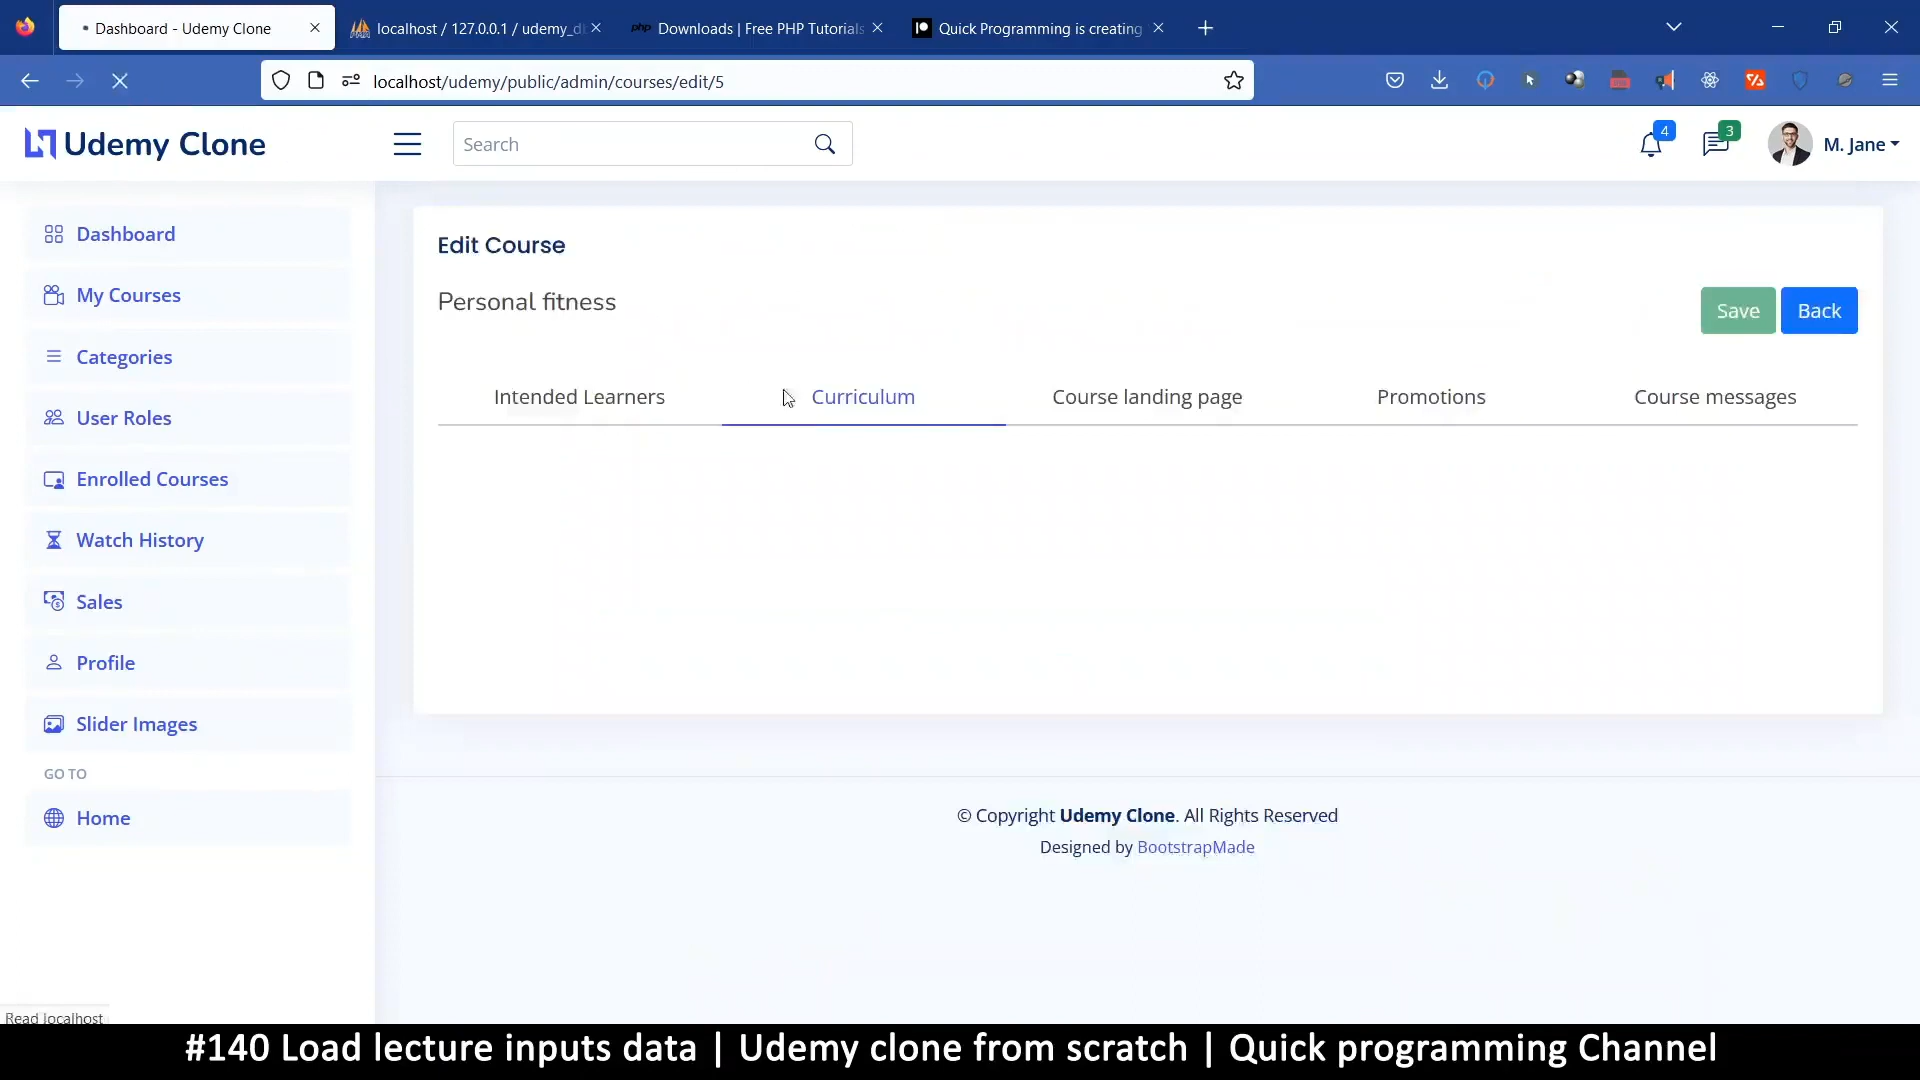 Dashboard - Udemy Clone
localhost / 127.0.0.1 / udemy_d
php Downloads | Free PHP Tutorials
Quick Programming is creating
localhost/udemy/public/admin/courses/edit/5
Udemy Clone
Search
4
3
M. Jane
Dashboard
My Courses
Categories
User Roles
Enrolled Courses
Watch History
Sales
Profile
Slider Images
GO TO
Home
Edit Course
Personal fitness
Save
Back
Intended Learners
Curriculum
Course landing page
Promotions
Course messages
© Copyright Udemy Clone. All Rights Reserved
Designed by BootstrapMade
Read localhost
#140 Load lecture inputs data | Udemy clone from scratch | Quick programming Channel